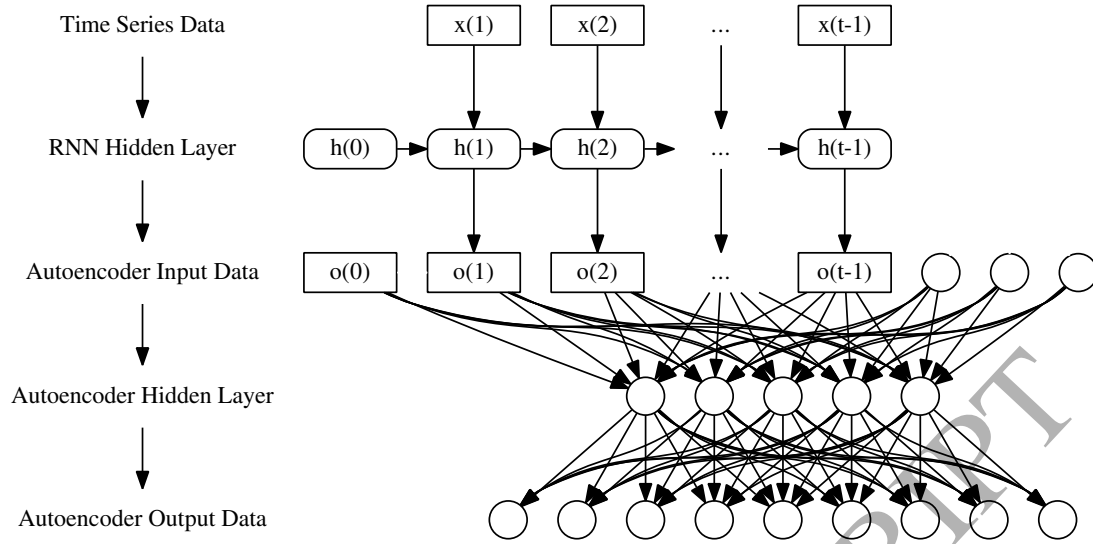 Time Series Data x(1) x(2) ... x(t-1)
RNN Hidden Layer h(0) h(1) h(2) ... h(t-1)
Autoencoder Input Data o(0) o(1) o(2) ... o(t-1)
Autoencoder Hidden Layer
Autoencoder Output Data
RIPT